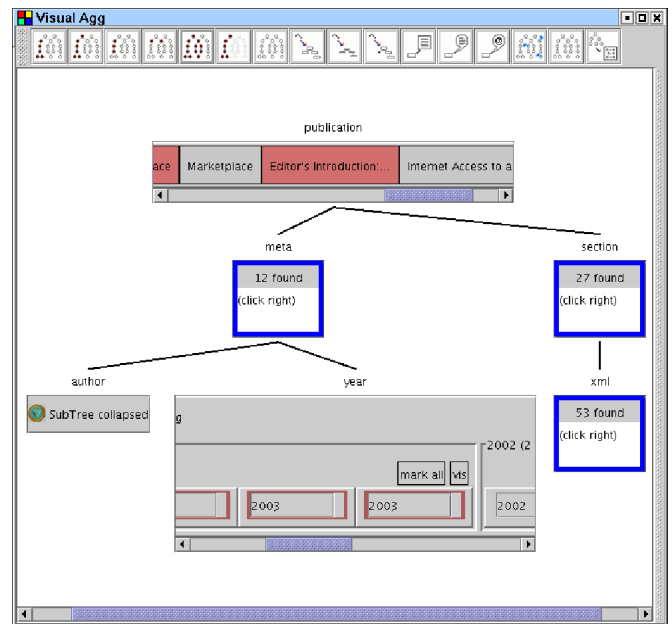 Visual Agg
publication
ace Marketplace Editor's Introduction:... Internet Access to a
meta section
12 found 27 found
(click right) (click right)
author year xml
SubTree collapsed g 53 found
(click right)
2002 (2
mark all vis
2003 2003 2002